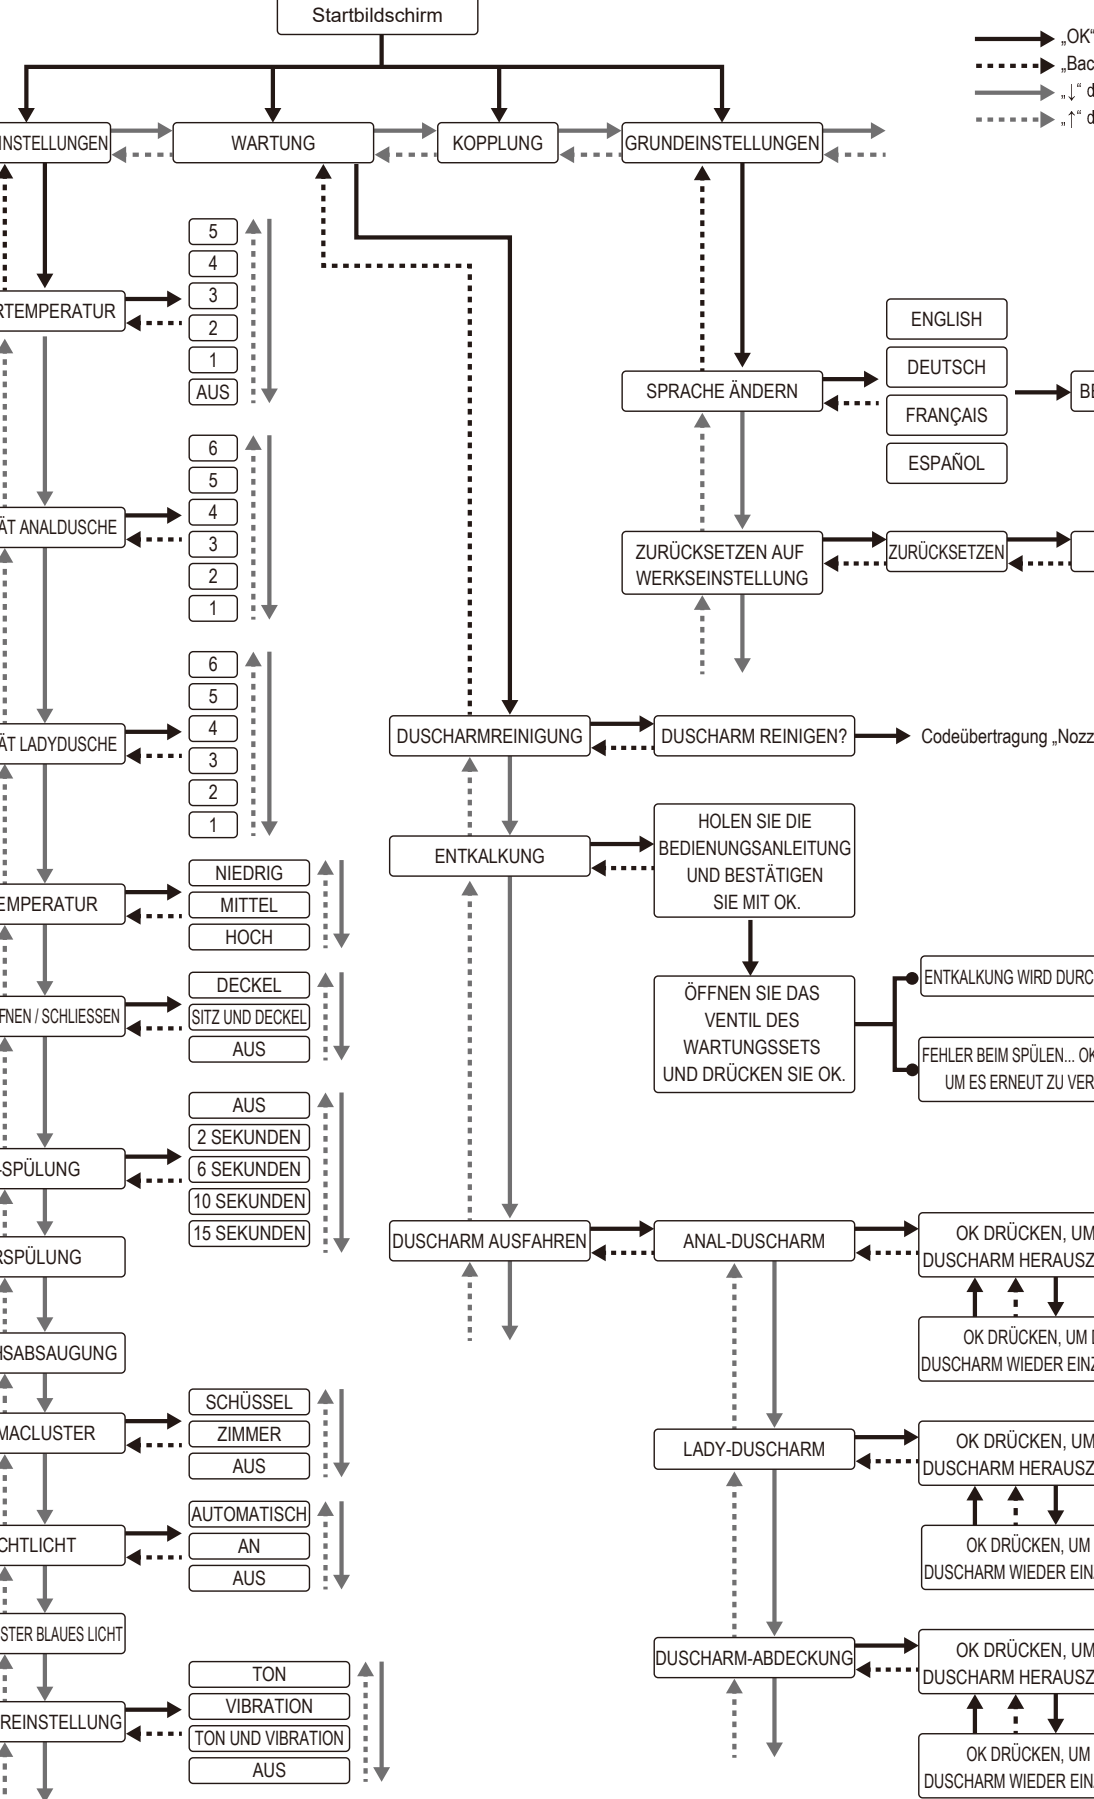 Startbildschirm
„OK“
„Bac
„↓“ d
„↑“ d
INSTELLUNGEN
WARTUNG
KOPPLUNG
GRUNDEINSTELLUNGEN
5
4
3
2
1
AUS
RTEMPERATUR
ENGLISH
DEUTSCH
FRANÇAIS
ESPAÑOL
SPRACHE ÄNDERN
BE
6
5
4
3
2
1
ÄT ANALDUSCHE
ZURÜCKSETZEN AUF
WERKSEINSTELLUNG
ZURÜCKSETZEN
6
5
4
3
2
1
ÄT LADYDUSCHE
DUSCHARMREINIGUNG
DUSCHARM REINIGEN?
Codeübertragung „Nozz
ENTKALKUNG
HOLEN SIE DIE
BEDIENUNGSANLEITUNG
UND BESTÄTIGEN
SIE MIT OK.
EMPERATUR
NIEDRIG
MITTEL
HOCH
FNEN / SCHLIESSEN
DECKEL
SITZ UND DECKEL
AUS
ÖFFNEN SIE DAS
VENTIL DES
WARTUNGSSETS
UND DRÜCKEN SIE OK.
ENTKALKUNG WIRD DURC
FEHLER BEIM SPÜLEN... OK
UM ES ERNEUT ZU VER
-SPÜLUNG
AUS
2 SEKUNDEN
6 SEKUNDEN
10 SEKUNDEN
15 SEKUNDEN
RSPÜLUNG
DUSCHARM AUSFAHREN
ANAL-DUSCHARM
OK DRÜCKEN, UM
DUSCHARM HERAUSZ
OK DRÜCKEN, UM D
DUSCHARM WIEDER EINZ
HSABSAUGUNG
MACLUSTER
SCHÜSSEL
ZIMMER
AUS
LADY-DUSCHARM
OK DRÜCKEN, UM
DUSCHARM HERAUSZ
OK DRÜCKEN, UM
DUSCHARM WIEDER EINZ
CHTLICHT
AUTOMATISCH
AN
AUS
STER BLAUES LICHT
DUSCHARM-ABDECKUNG
OK DRÜCKEN, UM
DUSCHARM HERAUSZ
OK DRÜCKEN, UM
DUSCHARM WIEDER EINZ
REINSTELLUNG
TON
VIBRATION
TON UND VIBRATION
AUS